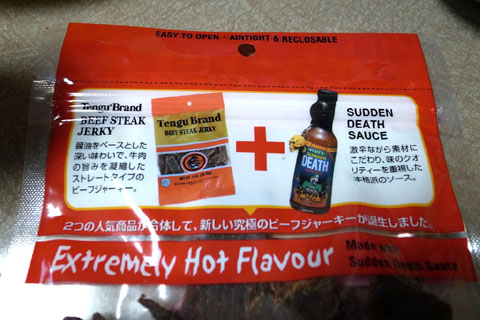 EASY TO OPEN · AIRTIGHT & RECLOSABLE
Tengu Brand
BEEF STEAK
JERKY
醤油をベースとした
深い味わいで、牛肉
の旨みを凝縮した
ストレートタイプの
ビーフジャーキー。
Tengu Brand
BEEF STEAK JERKY
+
SUDDEN
DEATH
SAUCE
激辛ながら素材に
こだわり、味のクオ
リティーを重視した
本格派のソース。
DEATH
2つの人気商品が合体して、新しい究極のビーフジャーキーが誕生しました。
Extremely Hot Flavour
Made with
Sudden Death Sauce